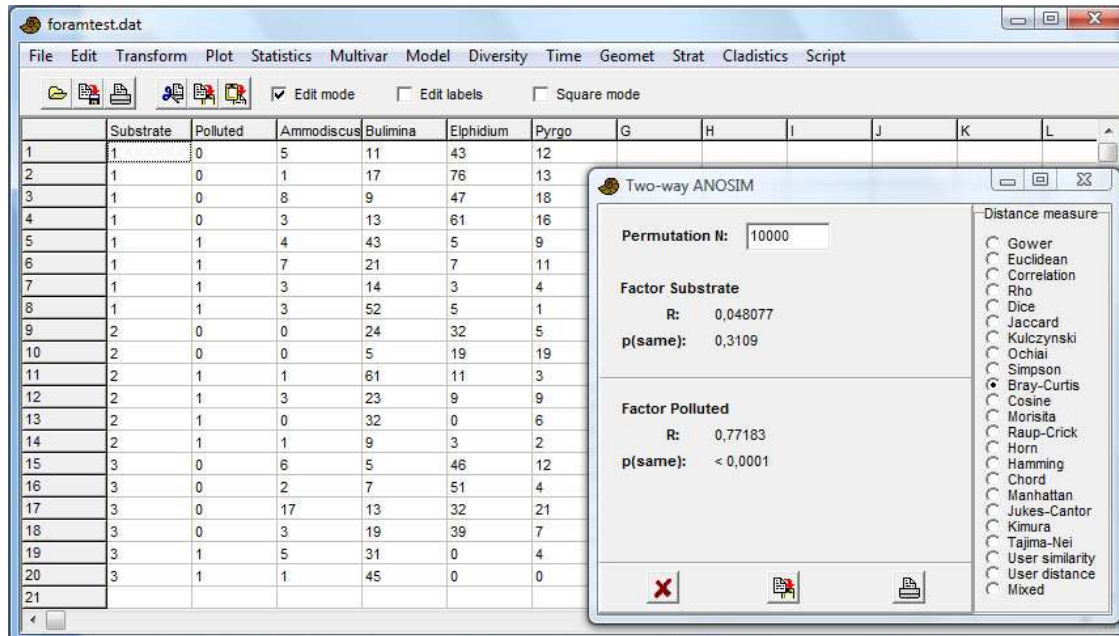 foramtest.dat
File Edit Transform Plot Statistics Multivar Model Diversity Time Geomet Strat Cladistics Script
Edit mode Edit labels Square mode
Substrate Polluted Ammodiscus Bulimina Elphidium Pyrgo G H I J K L
1 1 0 5 11 43 12
2 1 0 1 17 76 13
3 1 0 8 9 47 18
4 1 0 3 13 61 16
5 1 1 4 43 5 9
6 1 1 7 21 7 11
7 1 1 3 14 3 4
8 1 1 3 52 5 1
9 2 0 0 24 32 5
10 2 0 0 5 19 19
11 2 1 1 61 11 3
12 2 1 3 23 9 9
13 2 1 0 32 0 6
14 2 1 1 9 3 2
15 3 0 6 5 46 12
16 3 0 2 7 51 4
17 3 0 17 13 32 21
18 3 0 3 19 39 7
19 3 1 5 31 0 4
20 3 1 1 45 0 0
21
Two-way ANOSIM
Permutation N: 10000
Factor Substrate
R: 0,048077
p(same): 0,3109
Factor Polluted
R: 0,77183
p(same): < 0,0001
Distance measure
Gower
Euclidean
Correlation
Rho
Dice
Jaccard
Kulczynski
Ochiai
Simpson
Bray-Curtis
Cosine
Morisita
Raup-Crick
Horn
Hamming
Chord
Manhattan
Jukes-Cantor
Kimura
Tajima-Nei
User similarity
User distance
Mixed